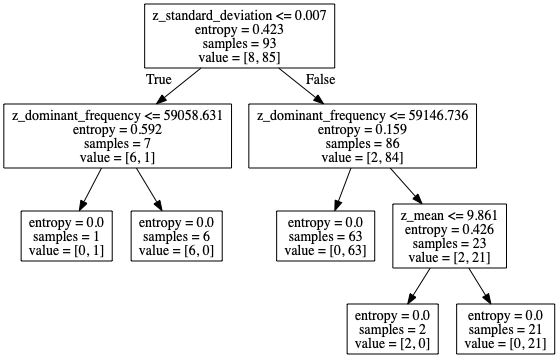 z_standard_deviation <= 0.007
entropy = 0.423
samples = 93
value = [8, 85]
True
False
z_dominant_frequency <= 59058.631
entropy = 0.592
samples = 7
value = [6, 1]
z_dominant_frequency <= 59146.736
entropy = 0.159
samples = 86
value = [2, 84]
entropy = 0.0
samples = 1
value = [0, 1]
entropy = 0.0
samples = 6
value = [6, 0]
entropy = 0.0
samples = 63
value = [0, 63]
z_mean <= 9.861
entropy = 0.426
samples = 23
value = [2, 21]
entropy = 0.0
samples = 2
value = [2, 0]
entropy = 0.0
samples = 21
value = [0, 21]